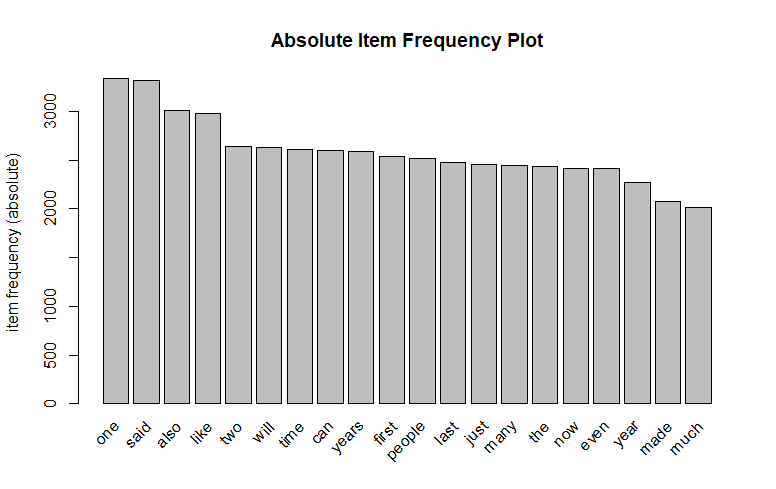 Absolute Item Frequency Plot
item frequency (absolute)
3000
2000
1000
500
0
one
said
also
like
two
will
time
can
years
first
people
last
just
many
the
now
even
year
made
much